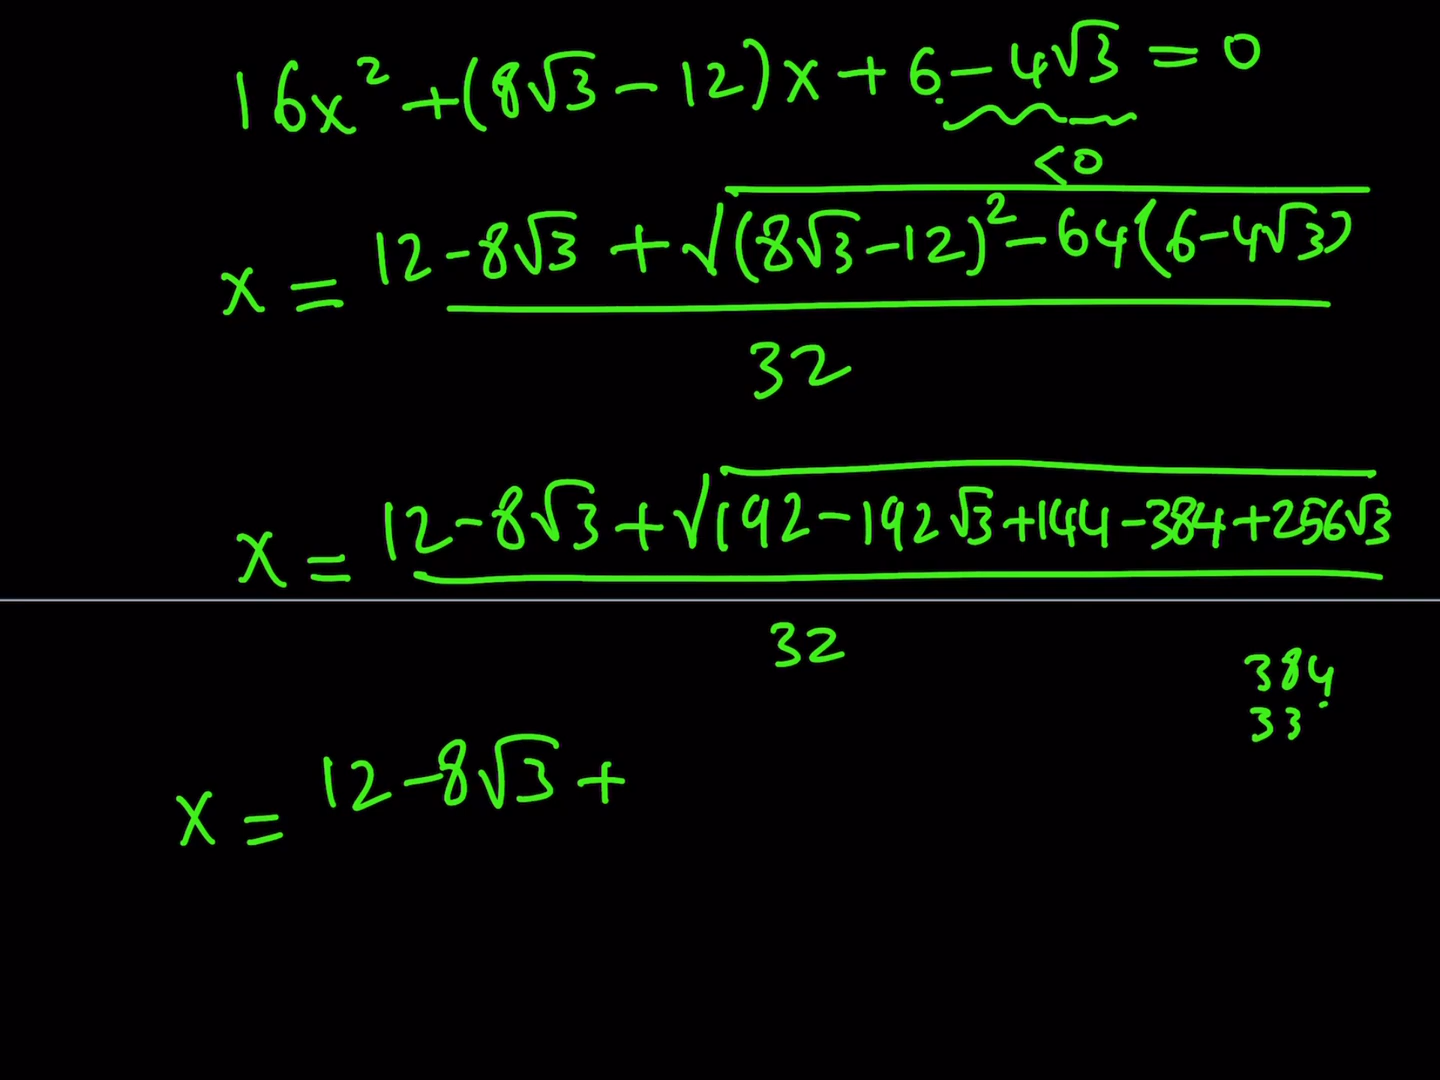 16x² + (8√3 − 12)x + 6 − 4√3 = 0
< 0
x = (12 − 8√3 + √((8√3 − 12)² − 64(6 − 4√3))) / 32
x = (12 − 8√3 + √(192 − 192√3 + 144 − 384 + 256√3)) / 32
384
33
x = 12 − 8√3 +